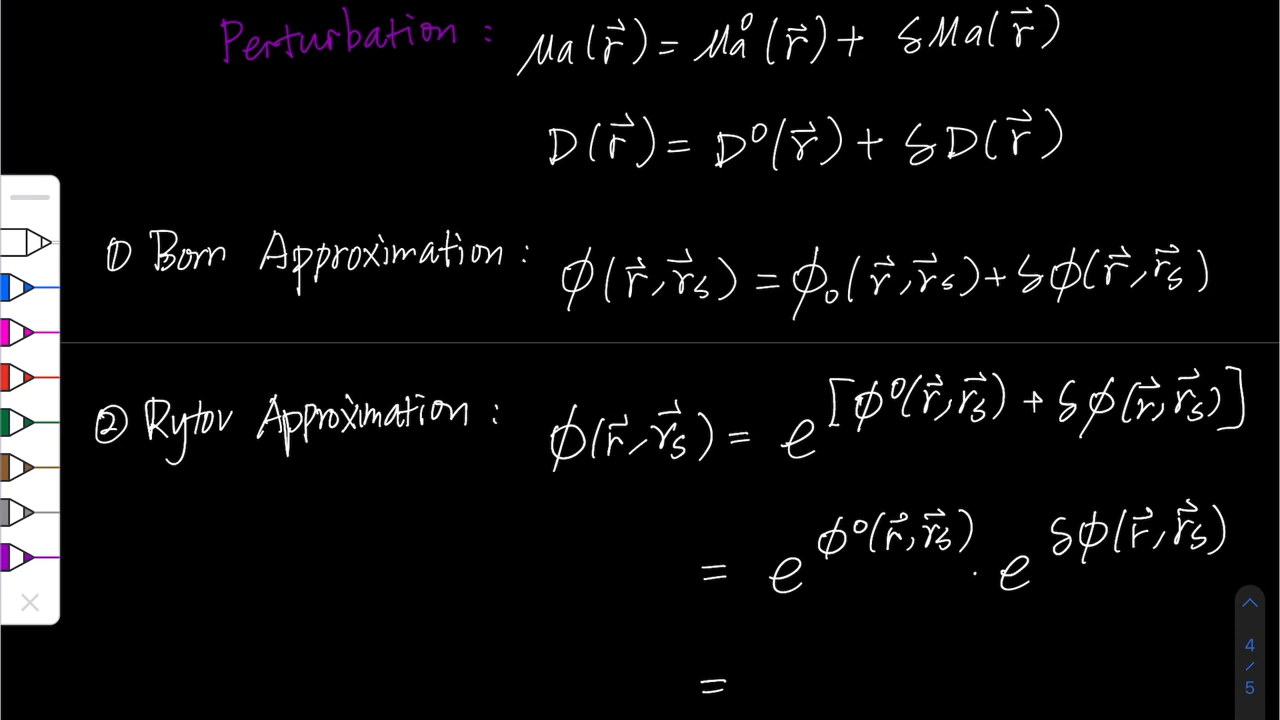 Perturbation : μa(r⃗) = μa⁰(r⃗) + δμa(r⃗)
D(r⃗) = D⁰(r⃗) + δD(r⃗)
① Born Approximation : ϕ(r⃗,r⃗s) = ϕ₀(r⃗,r⃗s) + δϕ(r⃗,r⃗s)
② Rytov Approximation : ϕ(r⃗,r⃗s) = e^[ϕ⁰(r⃗,r⃗s) + δϕ(r⃗,r⃗s)]
= e^ϕ⁰(r⃗,r⃗s) · e^δϕ(r⃗,r⃗s)
=
4
/
5